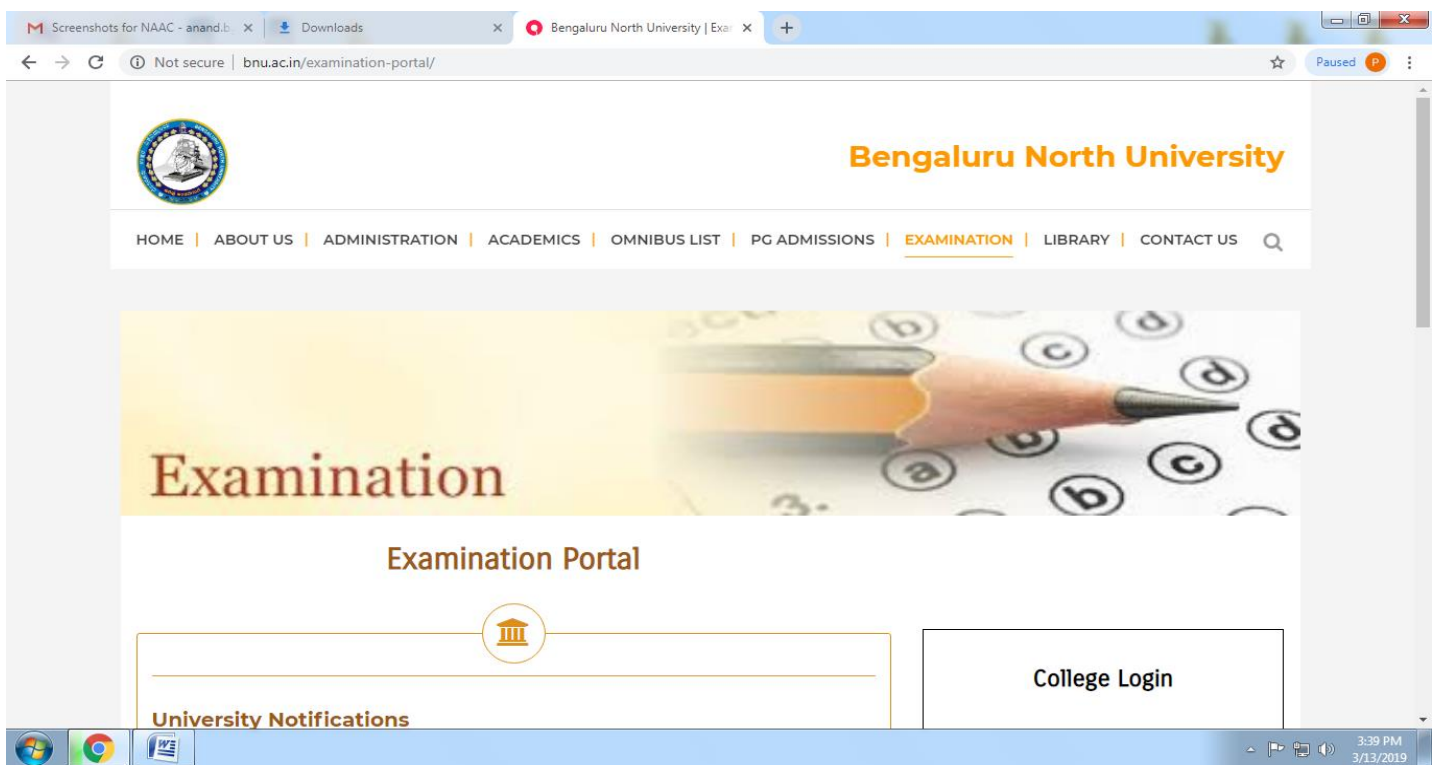 Screenshots for NAAC - anand.b
Downloads
Bengaluru North University | Exa
Not secure | bnu.ac.in/examination-portal/
Paused P
Bengaluru North University
HOME | ABOUT US | ADMINISTRATION | ACADEMICS | OMNIBUS LIST | PG ADMISSIONS | EXAMINATION | LIBRARY | CONTACT US
b d
c
d
Examination
a b c d
3. b
Examination Portal
College Login
University Notifications
3:39 PM
3/13/2019